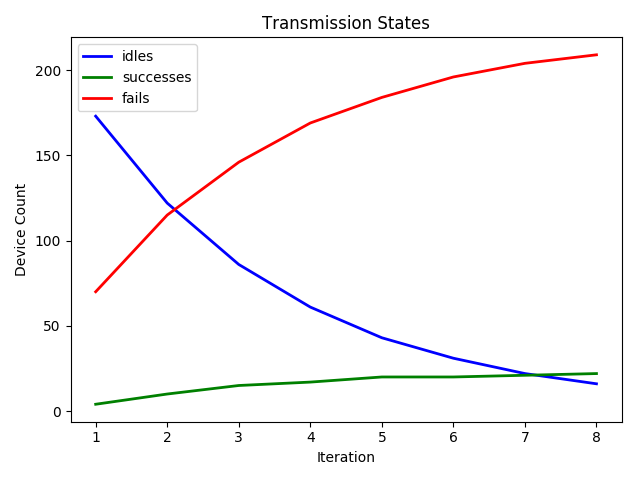 Transmission States
idles
successes
fails
Device Count
200
150
100
50
0
1 2 3 4 5 6 7 8
Iteration